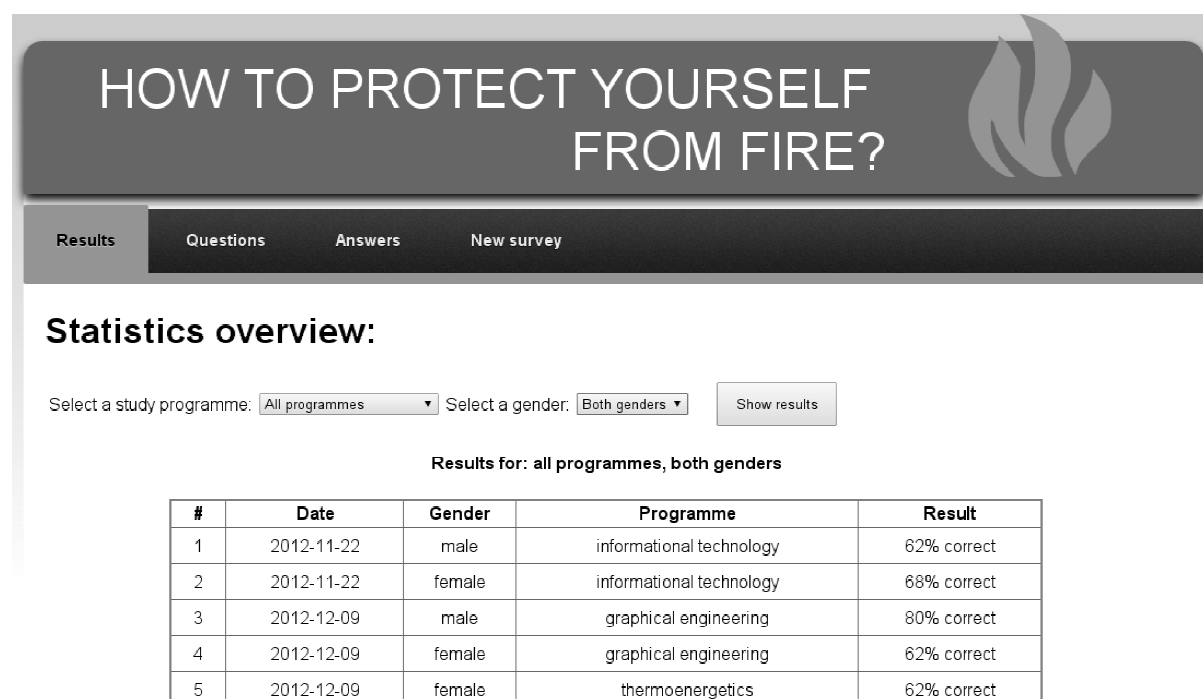 HOW TO PROTECT YOURSELF
FROM FIRE?
Results Questions Answers New survey
Statistics overview:
Select a study programme: All programmes Select a gender: Both genders Show results
Results for: all programmes, both genders
# Date Gender Programme Result
1 2012-11-22 male informational technology 62% correct
2 2012-11-22 female informational technology 68% correct
3 2012-12-09 male graphical engineering 80% correct
4 2012-12-09 female graphical engineering 62% correct
5 2012-12-09 female thermoenergetics 62% correct